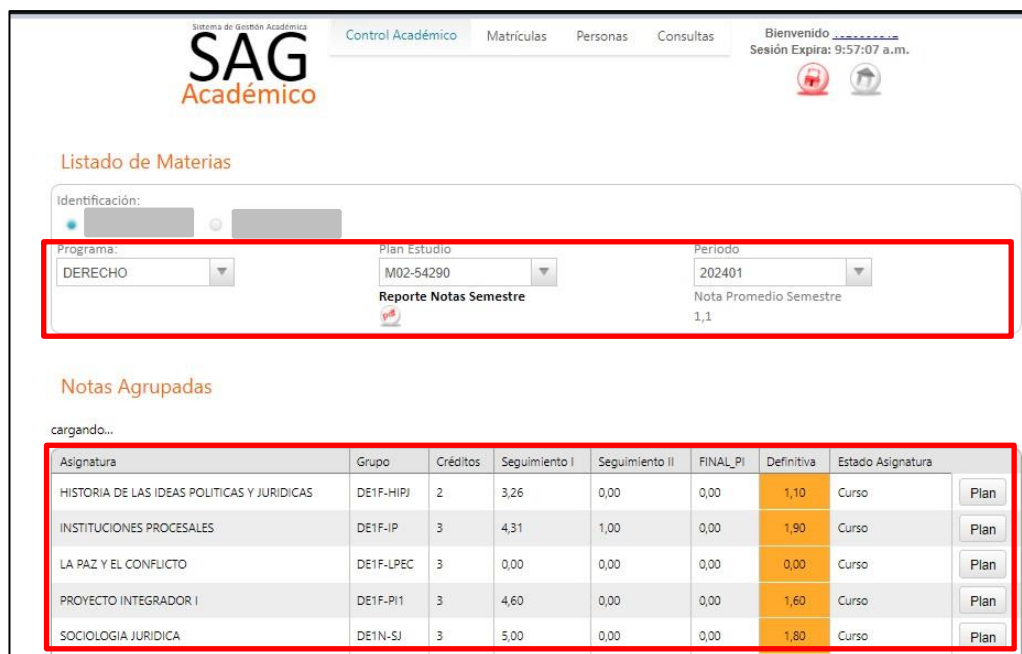 Sistema de Gestión Académica
SAG
Académico
Control Académico Matrículas Personas Consultas
Bienvenido
Sesión Expira: 9:57:07 a.m.
Listado de Materias
Identificación:
Programa: Plan Estudio Periodo
DERECHO M02-54290 202401
Reporte Notas Semestre Nota Promedio Semestre
pdf 1,1
Notas Agrupadas
cargando...
Asignatura Grupo Créditos Seguimiento I Seguimiento II FINAL_PI Definitiva Estado Asignatura
HISTORIA DE LAS IDEAS POLITICAS Y JURIDICAS DE1F-HIPJ 2 3,26 0,00 0,00 1,10 Curso Plan
INSTITUCIONES PROCESALES DE1F-IP 3 4,31 1,00 0,00 1,90 Curso Plan
LA PAZ Y EL CONFLICTO DE1F-LPEC 3 0,00 0,00 0,00 0,00 Curso Plan
PROYECTO INTEGRADOR I DE1F-PI1 3 4,60 0,00 0,00 1,60 Curso Plan
SOCIOLOGIA JURIDICA DE1N-SJ 3 5,00 0,00 0,00 1,80 Curso Plan